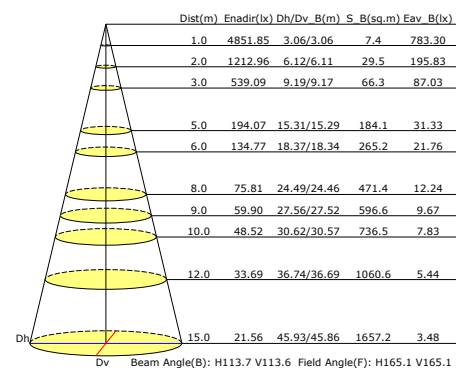 Dist(m) Enadir(lx) Dh/Dv_B(m) S_B(sq.m) Eav_B(lx)
1.0 4851.85 3.06/3.06 7.4 783.30
2.0 1212.96 6.12/6.11 29.5 195.83
3.0 539.09 9.19/9.17 66.3 87.03
5.0 194.07 15.31/15.29 184.1 31.33
6.0 134.77 18.37/18.34 265.2 21.76
8.0 75.81 24.49/24.46 471.4 12.24
9.0 59.90 27.56/27.52 596.6 9.67
10.0 48.52 30.62/30.57 736.5 7.83
12.0 33.69 36.74/36.69 1060.6 5.44
Dh 15.0 21.56 45.93/45.86 1657.2 3.48
Dv Beam Angle(B): H113.7 V113.6 Field Angle(F): H165.1 V165.1